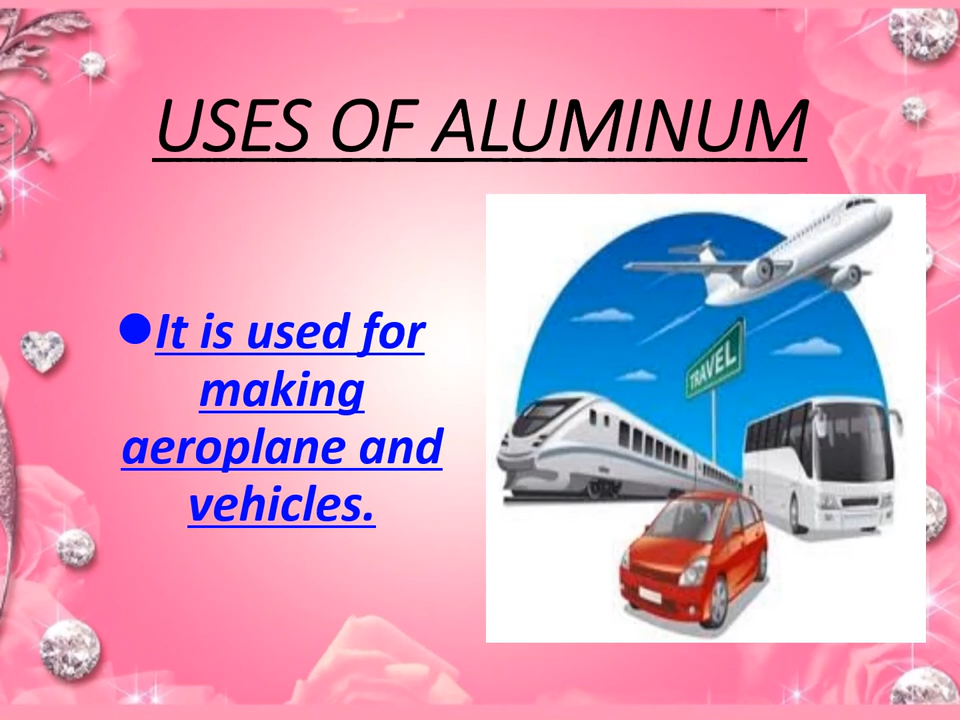 USES OF ALUMINUM
●It is used for
making
aeroplane and
vehicles.
TRAVEL